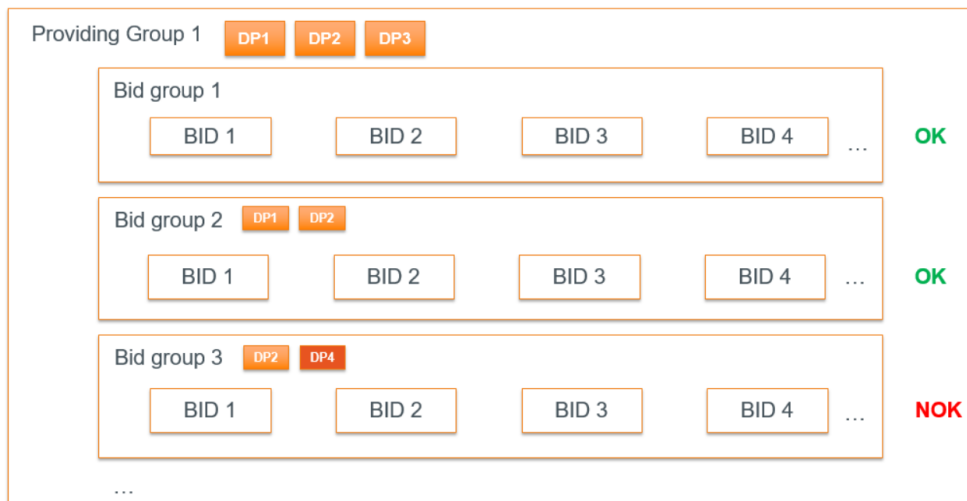 Providing Group 1 DP1 DP2 DP3
Bid group 1
BID 1 BID 2 BID 3 BID 4 ... OK
Bid group 2 DP1 DP2
BID 1 BID 2 BID 3 BID 4 ... OK
Bid group 3 DP2 DP4
BID 1 BID 2 BID 3 BID 4 ... NOK
...